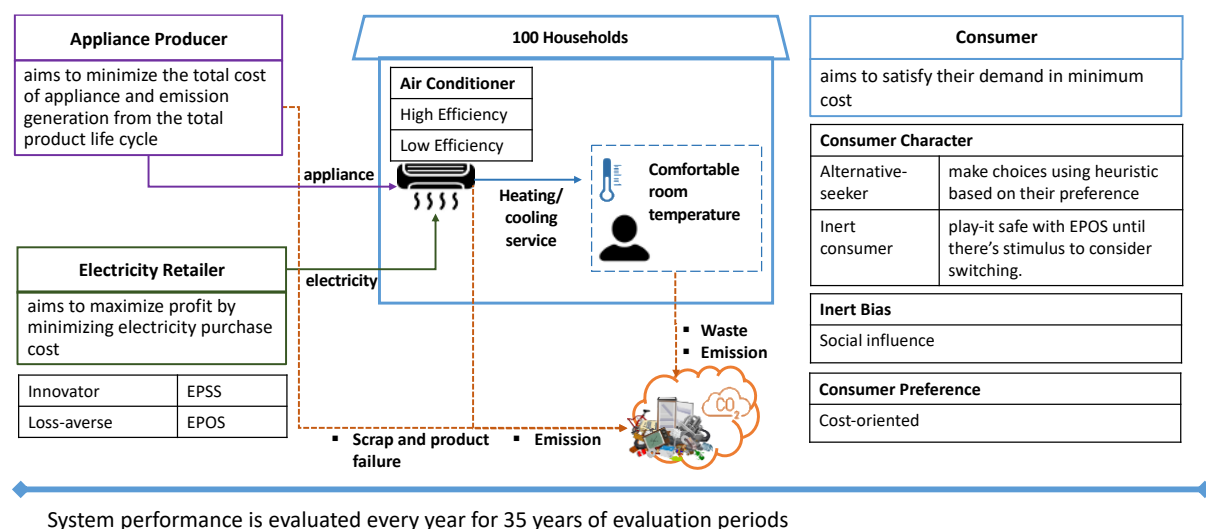 Appliance Producer
aims to minimize the total cost
of appliance and emission
generation from the total
product life cycle
Electricity Retailer
aims to maximize profit by
minimizing electricity purchase
cost
Innovator EPSS
Loss-averse EPOS
100 Households
Air Conditioner
High Efficiency
Low Efficiency
appliance
electricity
Heating/
cooling
service
Comfortable
room
temperature
▪ Waste
▪ Emission
CO2
▪ Scrap and product
failure
▪ Emission
Consumer
aims to satisfy their demand in minimum
cost
Consumer Character
Alternative-
seeker
make choices using heuristic
based on their preference
Inert
consumer
play-it safe with EPOS until
there's stimulus to consider
switching.
Inert Bias
Social influence
Consumer Preference
Cost-oriented
System performance is evaluated every year for 35 years of evaluation periods